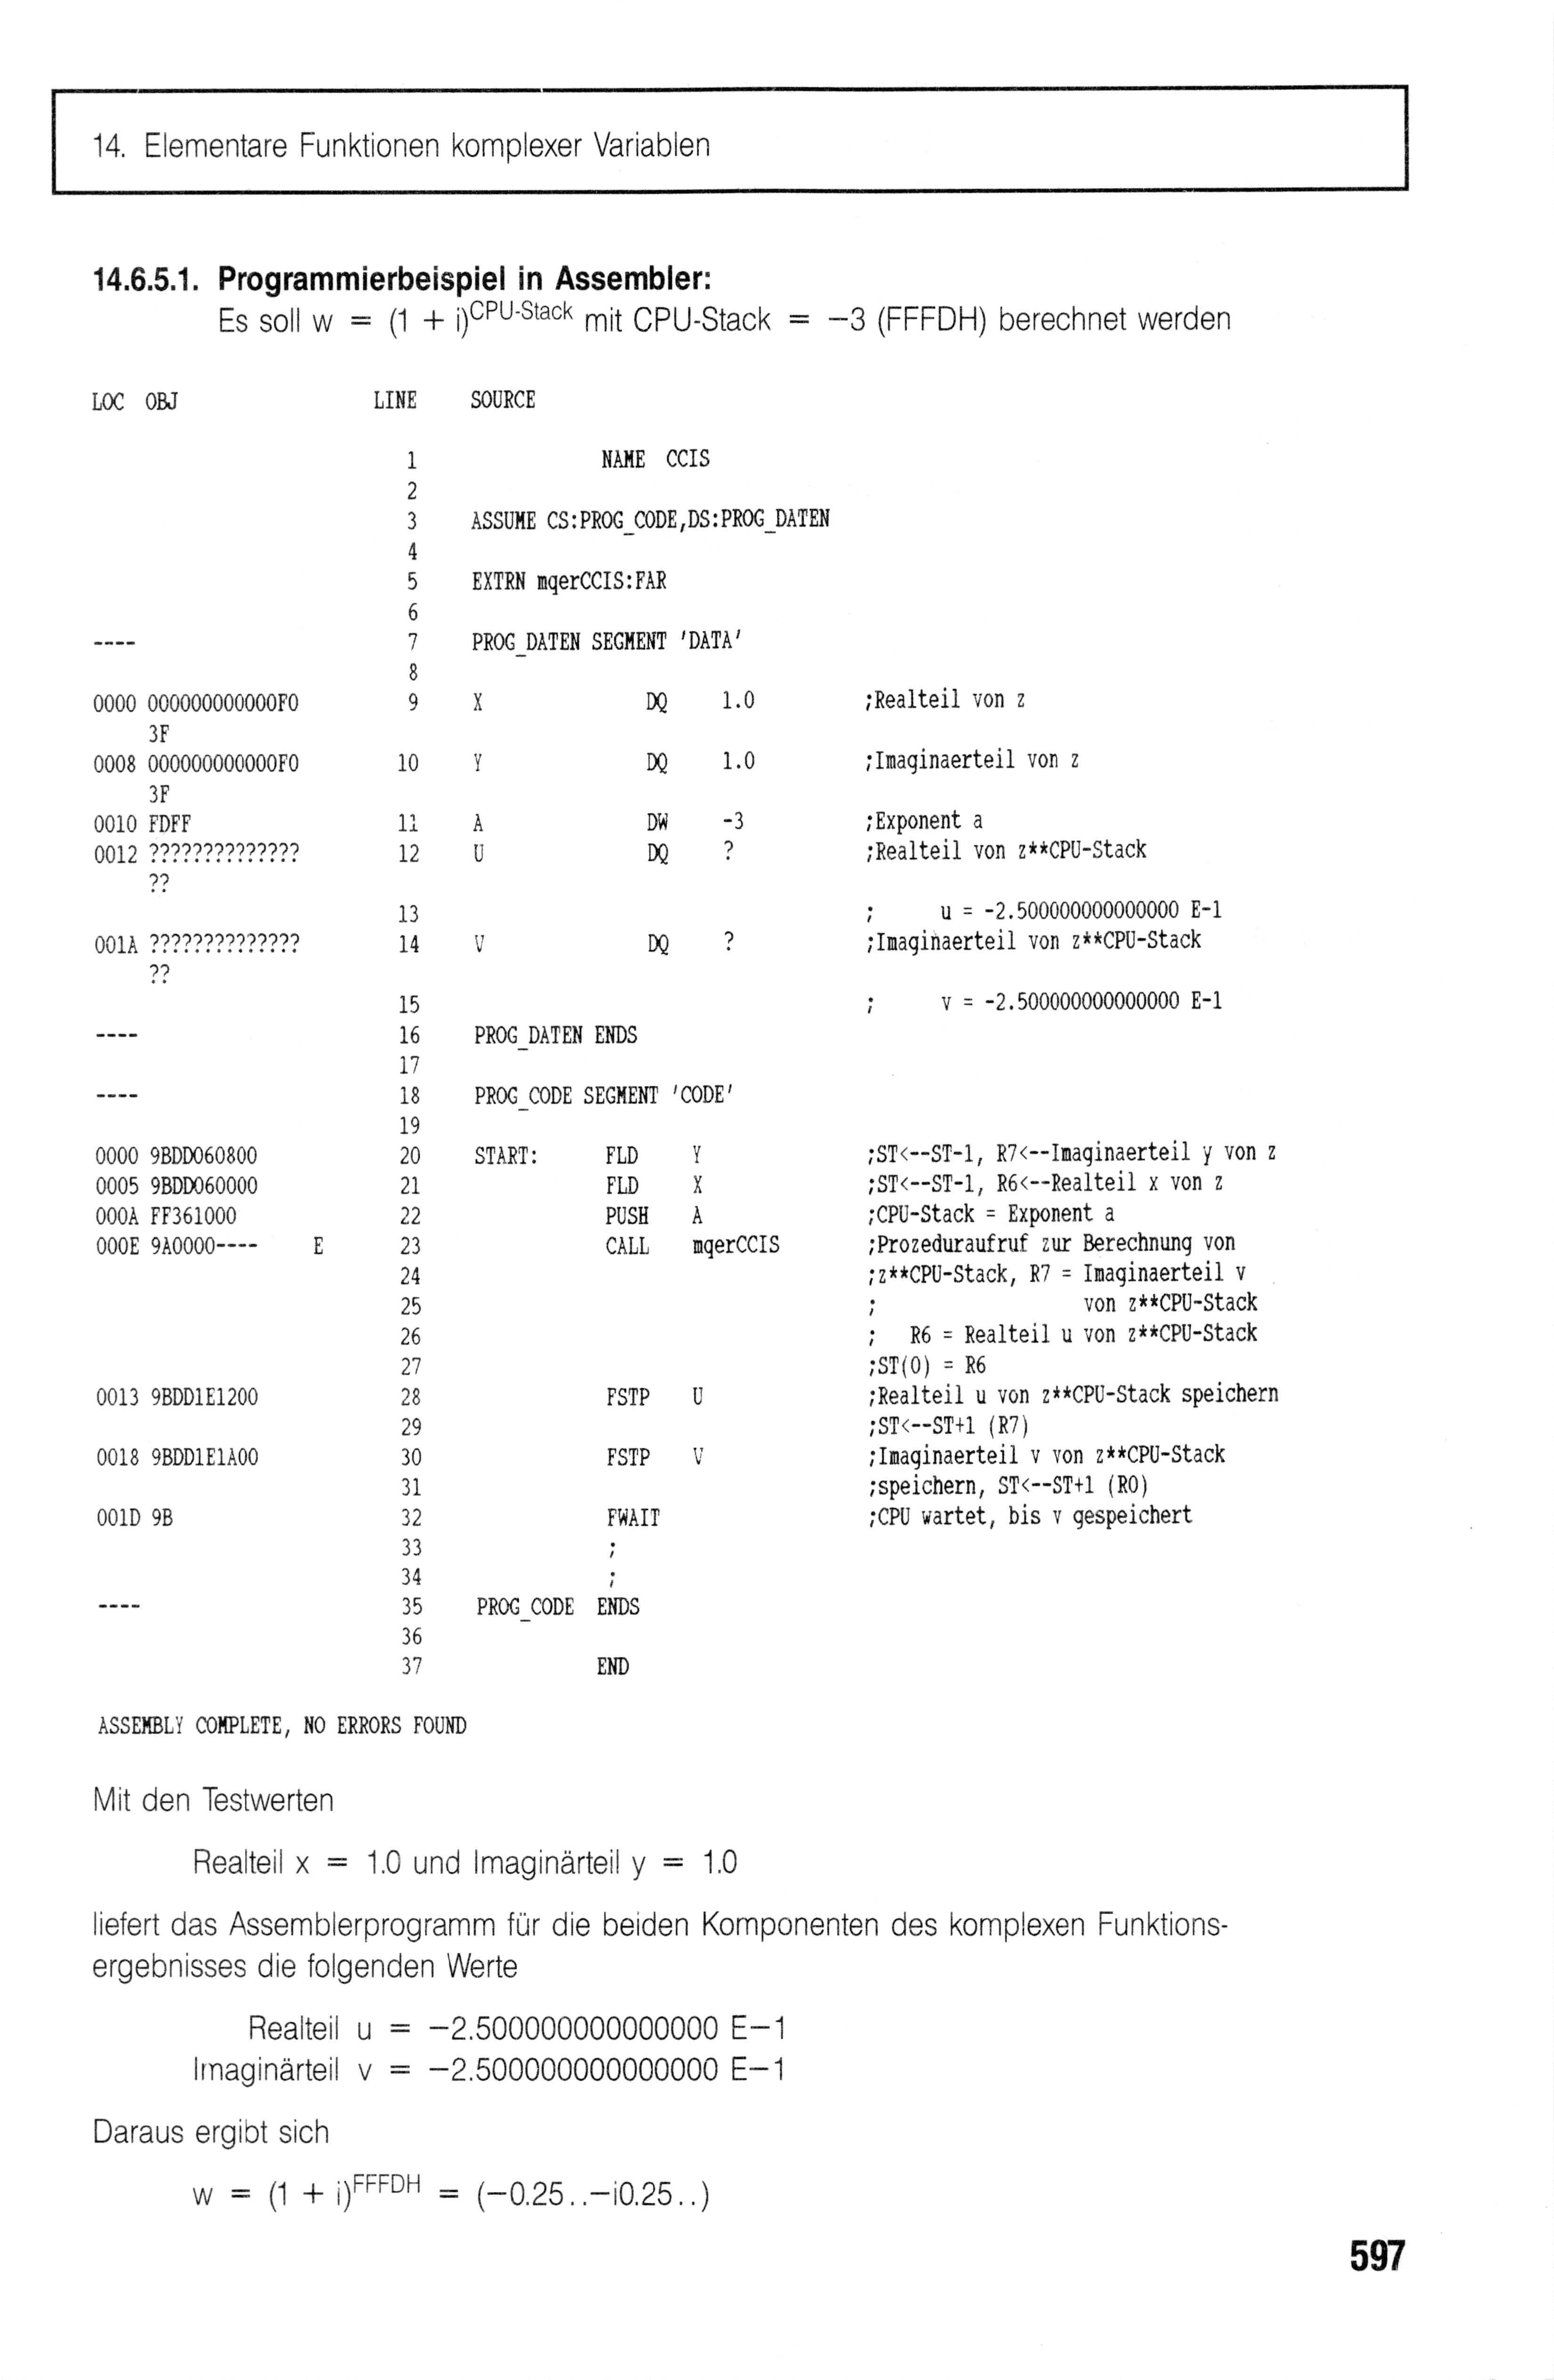 14. Elementare Funktionen komplexer Variablen
14.6.5.1. Programmierbeispiel in Assembler:
Es soll w = (1 + i)^CPU-Stack mit CPU-Stack = −3 (FFFDH) berechnet werden
LOC OBJ LINE SOURCE
1 NAME CCIS
2
3 ASSUME CS:PROG_CODE,DS:PROG_DATEN
4
5 EXTRN mqerCCIS:FAR
6
---- 7 PROG_DATEN SEGMENT 'DATA'
8
0000 000000000000F0 9 X DQ 1.0 ;Realteil von z
3F
0008 000000000000F0 10 Y DQ 1.0 ;Imaginaerteil von z
3F
0010 FDFF 11 A DW -3 ;Exponent a
0012 ?????????????? 12 U DQ ? ;Realteil von z**CPU-Stack
??
13 ; u = -2.500000000000000 E-1
001A ?????????????? 14 V DQ ? ;Imaginaerteil von z**CPU-Stack
??
15 ; v = -2.500000000000000 E-1
---- 16 PROG_DATEN ENDS
17
---- 18 PROG_CODE SEGMENT 'CODE'
19
0000 9BDD060800 20 START: FLD Y ;ST<--ST-1, R7<--Imaginaerteil y von z
0005 9BDD060000 21 FLD X ;ST<--ST-1, R6<--Realteil x von z
000A FF361000 22 PUSH A ;CPU-Stack = Exponent a
000E 9A0000---- E 23 CALL mqerCCIS ;Prozeduraufruf zur Berechnung von
24 ;z**CPU-Stack, R7 = Imaginaerteil v
25 ; von z**CPU-Stack
26 ; R6 = Realteil u von z**CPU-Stack
27 ;ST(0) = R6
0013 9BDD1E1200 28 FSTP U ;Realteil u von z**CPU-Stack speichern
29 ;ST<--ST+1 (R7)
0018 9BDD1E1A00 30 FSTP V ;Imaginaerteil v von z**CPU-Stack
31 ;speichern, ST<--ST+1 (R0)
001D 9B 32 FWAIT ;CPU wartet, bis v gespeichert
33 ;
34 ;
---- 35 PROG_CODE ENDS
36
37 END
ASSEMBLY COMPLETE, NO ERRORS FOUND
Mit den Testwerten
Realteil x = 1.0 und Imaginärteil y = 1.0
liefert das Assemblerprogramm für die beiden Komponenten des komplexen Funktions-
ergebnisses die folgenden Werte
Realteil u = −2.500000000000000 E−1
Imaginärteil v = −2.500000000000000 E−1
Daraus ergibt sich
w = (1 + i)^FFFDH = (−0.25..−i0.25..)
597